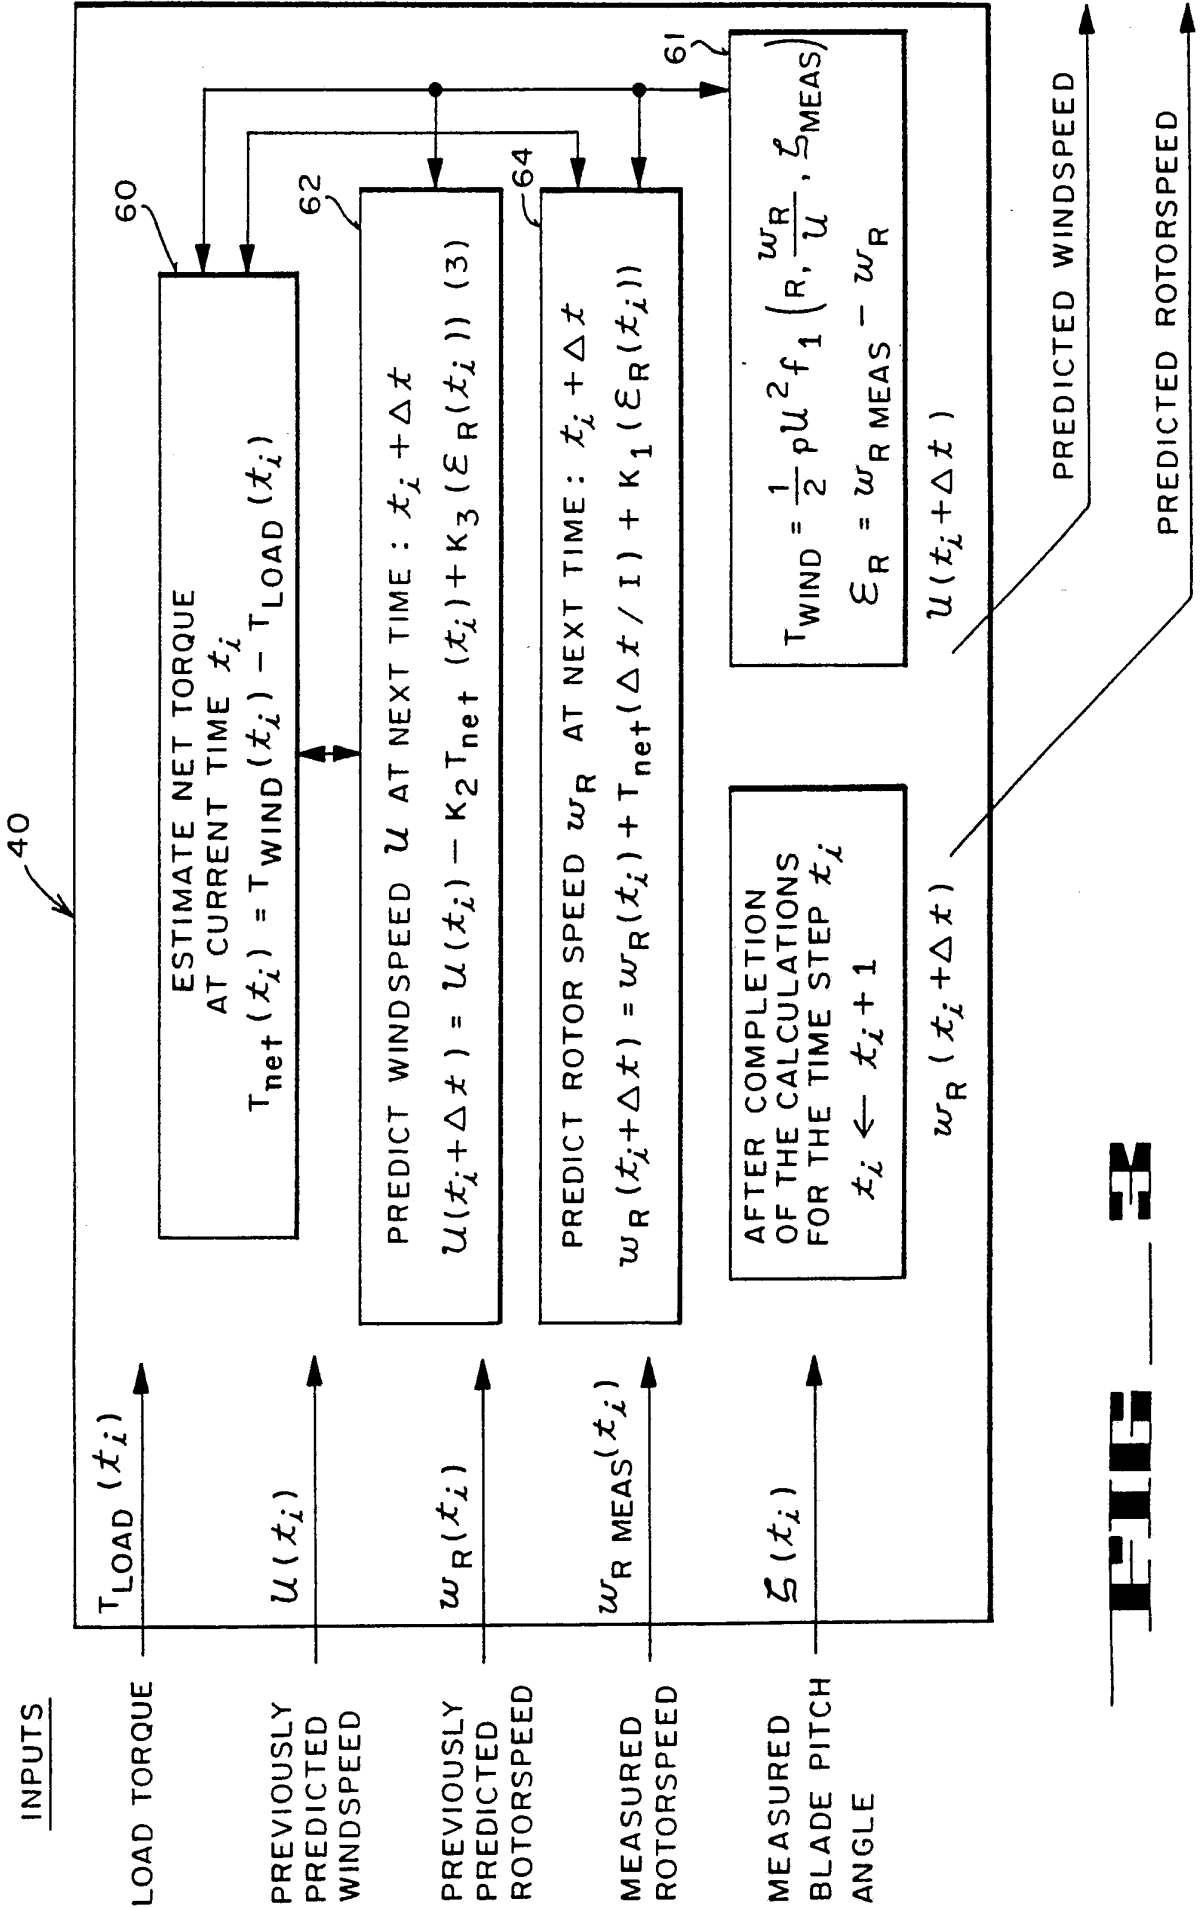 40
INPUTS
LOAD TORQUE
T_LOAD (t_i)
PREVIOUSLY
PREDICTED
WINDSPEED
U(t_i)
PREVIOUSLY
PREDICTED
ROTORSPEED
w_R(t_i)
MEASURED
ROTORSPEED
w_R MEAS(t_i)
MEASURED
BLADE PITCH
ANGLE
ζ(t_i)
60
ESTIMATE NET TORQUE
AT CURRENT TIME t_i
T_net(t_i) = T_WIND(t_i) − T_LOAD(t_i)
62
PREDICT WINDSPEED U AT NEXT TIME: t_i + Δt
U(t_i+Δt) = U(t_i) − K_2 T_net (t_i) + K_3 (ε_R(t_i)) (3)
64
PREDICT ROTOR SPEED w_R AT NEXT TIME: t_i + Δt
w_R(t_i+Δt) = w_R(t_i) + T_net(Δt / I) + K_1 (ε_R(t_i))
AFTER COMPLETION
OF THE CALCULATIONS
FOR THE TIME STEP t_i
t_i ← t_i + 1
61
T_WIND = 1/2 ρU² f_1 (R, w_R/U, ζ_MEAS)
ε_R = w_R MEAS − w_R
w_R (t_i+Δt)
U(t_i+Δt)
PREDICTED WINDSPEED
PREDICTED ROTORSPEED
FIG. 3